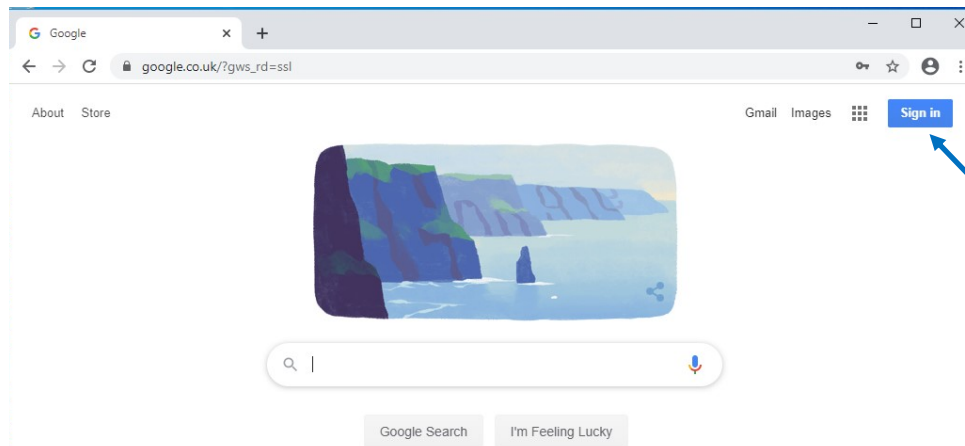 Google
google.co.uk/?gws_rd=ssl
About Store Gmail Images Sign in
Google Search I'm Feeling Lucky